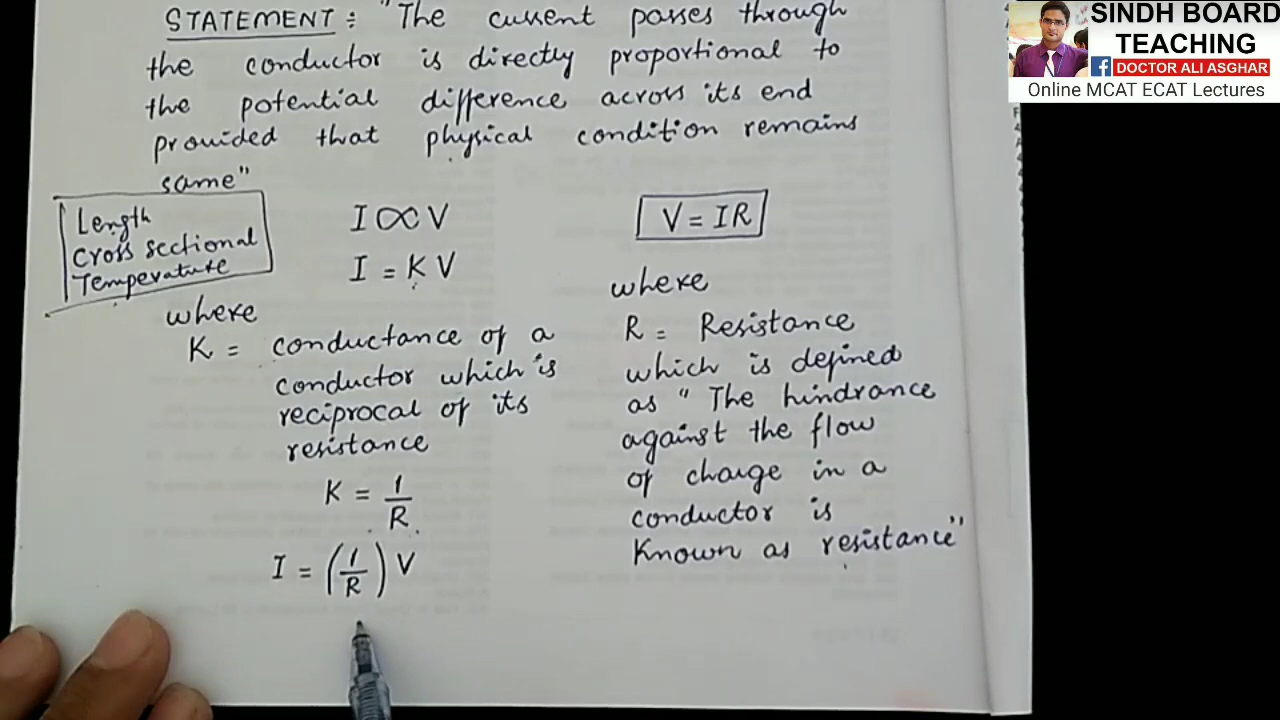 STATEMENT : "The current passes through
the conductor is directly proportional to
the potential difference across its end
provided that physical condition remains
same"
Length
Cross sectional
Temperature
I ∝ V
I = K V
where
K = conductance of a
conductor which is
reciprocal of its
resistance
K = 1/R
I = (1/R) V
V = IR
where
R = Resistance
which is defined
as "The hindrance
against the flow
of charge in a
conductor is
Known as resistance"
SINDH BOARD
TEACHING
f DOCTOR ALI ASGHAR
Online MCAT ECAT Lectures